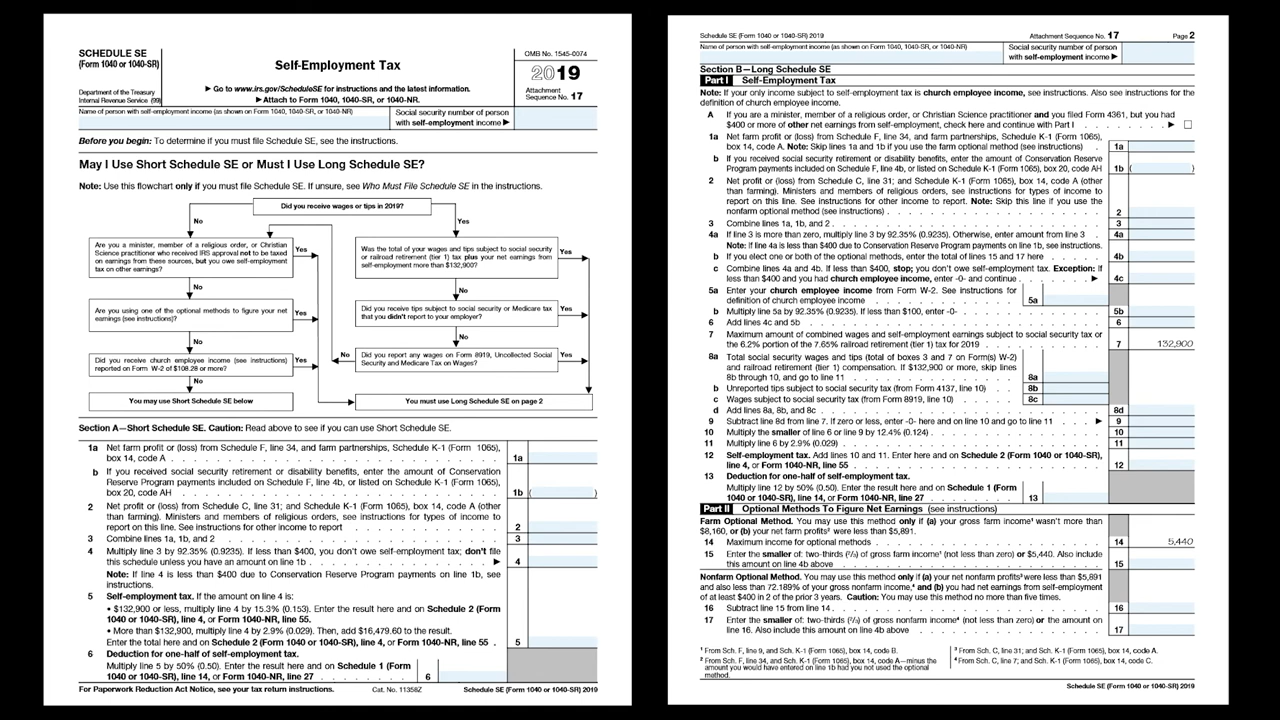 SCHEDULE SE
(Form 1040 or 1040-SR)
Department of the Treasury
Internal Revenue Service (99)
Self-Employment Tax
▶ Go to www.irs.gov/ScheduleSE for instructions and the latest information.
▶ Attach to Form 1040, 1040-SR, or 1040-NR.
OMB No. 1545-0074
2019
Attachment
Sequence No. 17
Name of person with self-employment income (as shown on Form 1040, 1040-SR, or 1040-NR)
Social security number of person
with self-employment income ▶
Before you begin: To determine if you must file Schedule SE, see the instructions.
May I Use Short Schedule SE or Must I Use Long Schedule SE?
Note: Use this flowchart only if you must file Schedule SE. If unsure, see Who Must File Schedule SE in the instructions.
Did you receive wages or tips in 2019?
No
Yes
Are you a minister, member of a religious order, or Christian
Science practitioner who received IRS approval not to be taxed
on earnings from these sources, but you owe self-employment
tax on other earnings?
Yes
Was the total of your wages and tips subject to social security
or railroad retirement (tier 1) tax plus your net earnings from
self-employment more than $132,900?
Yes
No
No
Are you using one of the optional methods to figure your net
earnings (see instructions)?
Yes
Did you receive tips subject to social security or Medicare tax
that you didn't report to your employer?
Yes
No
No
Did you receive church employee income (see instructions)
reported on Form W-2 of $108.28 or more?
Yes
No
Did you report any wages on Form 8919, Uncollected Social
Security and Medicare Tax on Wages?
Yes
No
You may use Short Schedule SE below
You must use Long Schedule SE on page 2
Section A—Short Schedule SE. Caution: Read above to see if you can use Short Schedule SE.
1a Net farm profit or (loss) from Schedule F, line 34, and farm partnerships, Schedule K-1 (Form 1065),
box 14, code A . . . 1a
b If you received social security retirement or disability benefits, enter the amount of Conservation
Reserve Program payments included on Schedule F, line 4b, or listed on Schedule K-1 (Form 1065),
box 20, code AH . . . 1b ( )
2 Net profit or (loss) from Schedule C, line 31; and Schedule K-1 (Form 1065), box 14, code A (other
than farming). Ministers and members of religious orders, see instructions for types of income to
report on this line. See instructions for other income to report . . . 2
3 Combine lines 1a, 1b, and 2 . . . 3
4 Multiply line 3 by 92.35% (0.9235). If less than $400, you don't owe self-employment tax; don't file
this schedule unless you have an amount on line 1b . . . ▶ 4
Note: If line 4 is less than $400 due to Conservation Reserve Program payments on line 1b, see
instructions.
5 Self-employment tax. If the amount on line 4 is:
• $132,900 or less, multiply line 4 by 15.3% (0.153). Enter the result here and on Schedule 2 (Form
1040 or 1040-SR), line 4, or Form 1040-NR, line 55.
• More than $132,900, multiply line 4 by 2.9% (0.029). Then, add $16,479.60 to the result.
Enter the total here and on Schedule 2 (Form 1040 or 1040-SR), line 4, or Form 1040-NR, line 55 . 5
6 Deduction for one-half of self-employment tax.
Multiply line 5 by 50% (0.50). Enter the result here and on Schedule 1 (Form
1040 or 1040-SR), line 14, or Form 1040-NR, line 27 . . . 6
For Paperwork Reduction Act Notice, see your tax return instructions. Cat. No. 11358Z Schedule SE (Form 1040 or 1040-SR) 2019
Schedule SE (Form 1040 or 1040-SR) 2019 Attachment Sequence No. 17 Page 2
Name of person with self-employment income (as shown on Form 1040, 1040-SR, or 1040-NR)
Social security number of person
with self-employment income ▶
Section B—Long Schedule SE
Part I Self-Employment Tax
Note: If your only income subject to self-employment tax is church employee income, see instructions. Also see instructions for the
definition of church employee income.
A If you are a minister, member of a religious order, or Christian Science practitioner and you filed Form 4361, but you had
$400 or more of other net earnings from self-employment, check here and continue with Part I . . . ▶
1a Net farm profit or (loss) from Schedule F, line 34, and farm partnerships, Schedule K-1 (Form 1065),
box 14, code A. Note: Skip lines 1a and 1b if you use the farm optional method (see instructions) . 1a
b If you received social security retirement or disability benefits, enter the amount of Conservation Reserve
Program payments included on Schedule F, line 4b, or listed on Schedule K-1 (Form 1065), box 20, code AH 1b ( )
2 Net profit or (loss) from Schedule C, line 31; and Schedule K-1 (Form 1065), box 14, code A (other
than farming). Ministers and members of religious orders, see instructions for types of income to
report on this line. See instructions for other income to report. Note: Skip this line if you use the
nonfarm optional method (see instructions) . . . 2
3 Combine lines 1a, 1b, and 2 . . . 3
4a If line 3 is more than zero, multiply line 3 by 92.35% (0.9235). Otherwise, enter amount from line 3 . 4a
Note: If line 4a is less than $400 due to Conservation Reserve Program payments on line 1b, see instructions.
b If you elect one or both of the optional methods, enter the total of lines 15 and 17 here . . 4b
c Combine lines 4a and 4b. If less than $400, stop; you don't owe self-employment tax. Exception: If
less than $400 and you had church employee income, enter -0- and continue . . . ▶ 4c
5a Enter your church employee income from Form W-2. See instructions for
definition of church employee income . . . 5a
b Multiply line 5a by 92.35% (0.9235). If less than $100, enter -0- . . . 5b
6 Add lines 4c and 5b . . . 6
7 Maximum amount of combined wages and self-employment earnings subject to social security tax or
the 6.2% portion of the 7.65% railroad retirement (tier 1) tax for 2019 . . . 7 132,900
8a Total social security wages and tips (total of boxes 3 and 7 on Form(s) W-2)
and railroad retirement (tier 1) compensation. If $132,900 or more, skip lines
8b through 10, and go to line 11 . . . 8a
b Unreported tips subject to social security tax (from Form 4137, line 10) . 8b
c Wages subject to social security tax (from Form 8919, line 10) . . . 8c
d Add lines 8a, 8b, and 8c . . . 8d
9 Subtract line 8d from line 7. If zero or less, enter -0- here and on line 10 and go to line 11 . . ▶ 9
10 Multiply the smaller of line 6 or line 9 by 12.4% (0.124) . . . 10
11 Multiply line 6 by 2.9% (0.029) . . . 11
12 Self-employment tax. Add lines 10 and 11. Enter here and on Schedule 2 (Form 1040 or 1040-SR),
line 4, or Form 1040-NR, line 55 . . . 12
13 Deduction for one-half of self-employment tax.
Multiply line 12 by 50% (0.50). Enter the result here and on Schedule 1 (Form
1040 or 1040-SR), line 14, or Form 1040-NR, line 27 . . . 13
Part II Optional Methods To Figure Net Earnings (see instructions)
Farm Optional Method. You may use this method only if (a) your gross farm income¹ wasn't more than
$8,160, or (b) your net farm profits² were less than $5,891.
14 Maximum income for optional methods . . . 14 5,440
15 Enter the smaller of: two-thirds (²/₃) of gross farm income¹ (not less than zero) or $5,440. Also include
this amount on line 4b above . . . 15
Nonfarm Optional Method. You may use this method only if (a) your net nonfarm profits³ were less than $5,891
and also less than 72.189% of your gross nonfarm income,⁴ and (b) you had net earnings from self-employment
of at least $400 in 2 of the prior 3 years. Caution: You may use this method no more than five times.
16 Subtract line 15 from line 14 . . . 16
17 Enter the smaller of: two-thirds (²/₃) of gross nonfarm income⁴ (not less than zero) or the amount on
line 16. Also include this amount on line 4b above . . . 17
¹ From Sch. F, line 9, and Sch. K-1 (Form 1065), box 14, code B.
² From Sch. F, line 34, and Sch. K-1 (Form 1065), box 14, code A—minus the
amount you would have entered on line 1b had you not used the optional
method.
³ From Sch. C, line 31; and Sch. K-1 (Form 1065), box 14, code A.
⁴ From Sch. C, line 7; and Sch. K-1 (Form 1065), box 14, code C.
Schedule SE (Form 1040 or 1040-SR) 2019